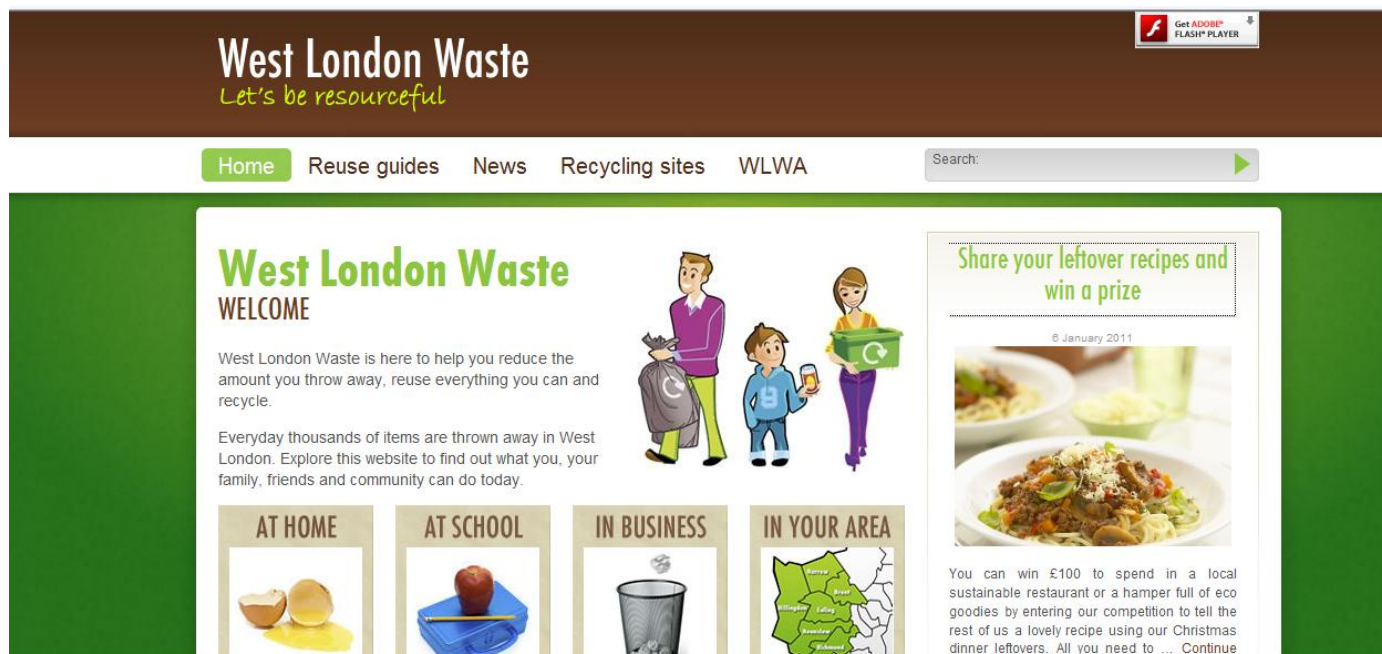 Get ADOBE®
FLASH® PLAYER
West London Waste
Let's be resourceful
Home Reuse guides News Recycling sites WLWA
Search:
West London Waste
WELCOME
West London Waste is here to help you reduce the
amount you throw away, reuse everything you can and
recycle.
Everyday thousands of items are thrown away in West
London. Explore this website to find out what you, your
family, friends and community can do today.
AT HOME
AT SCHOOL
IN BUSINESS
IN YOUR AREA
Harrow
Brent
Hillingdon
Ealing
Hounslow
Richmond
Share your leftover recipes and
win a prize
6 January 2011
You can win £100 to spend in a local
sustainable restaurant or a hamper full of eco
goodies by entering our competition to tell the
rest of us a lovely recipe using our Christmas
dinner leftovers. All you need to ... Continue